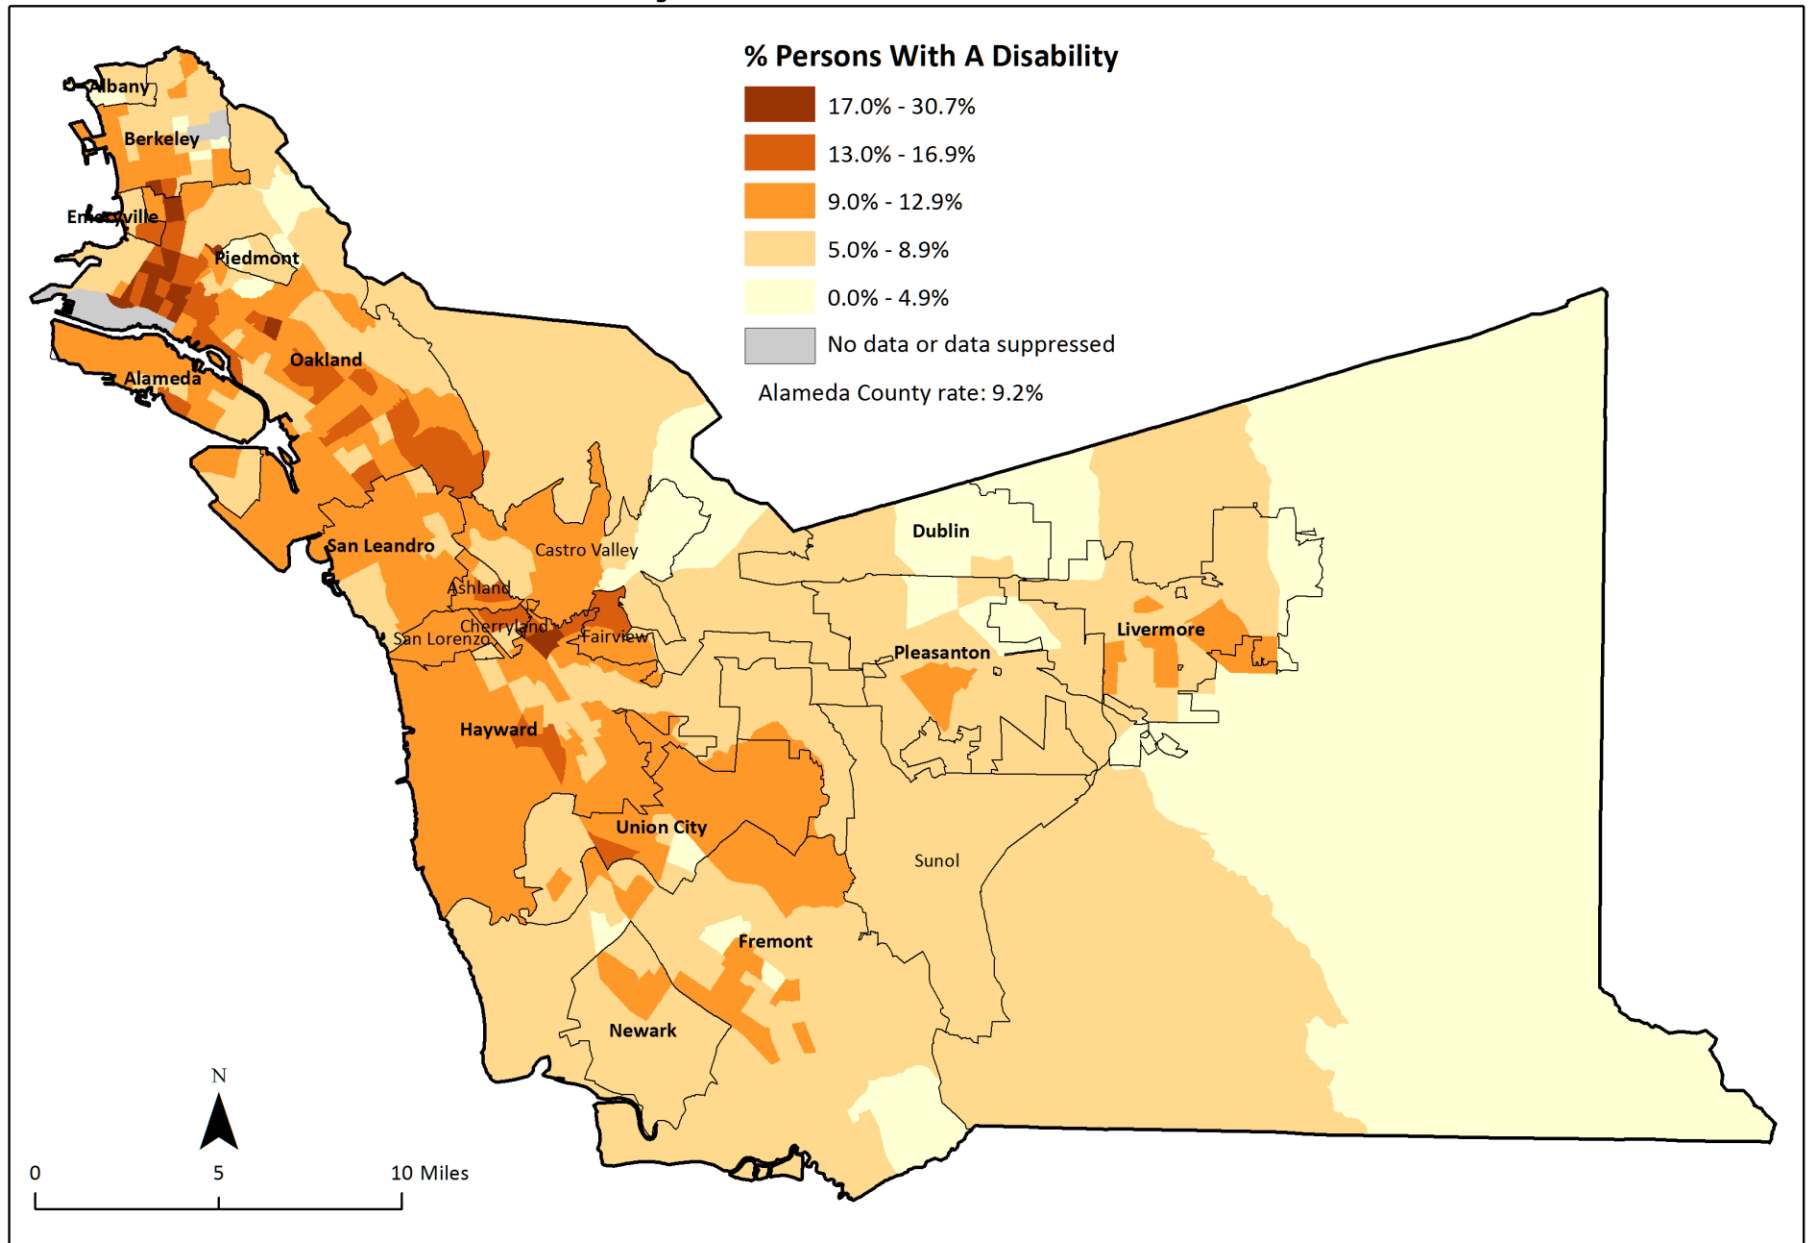 % Persons With A Disability
17.0% - 30.7%
13.0% - 16.9%
9.0% - 12.9%
5.0% - 8.9%
0.0% - 4.9%
No data or data suppressed
Alameda County rate: 9.2%
Albany
Berkeley
Emeryville
Piedmont
Oakland
Alameda
San Leandro
Castro Valley
Ashland
Cherryland
San Lorenzo
Fairview
Dublin
Livermore
Pleasanton
Hayward
Union City
Sunol
Fremont
Newark
N
0 5 10 Miles